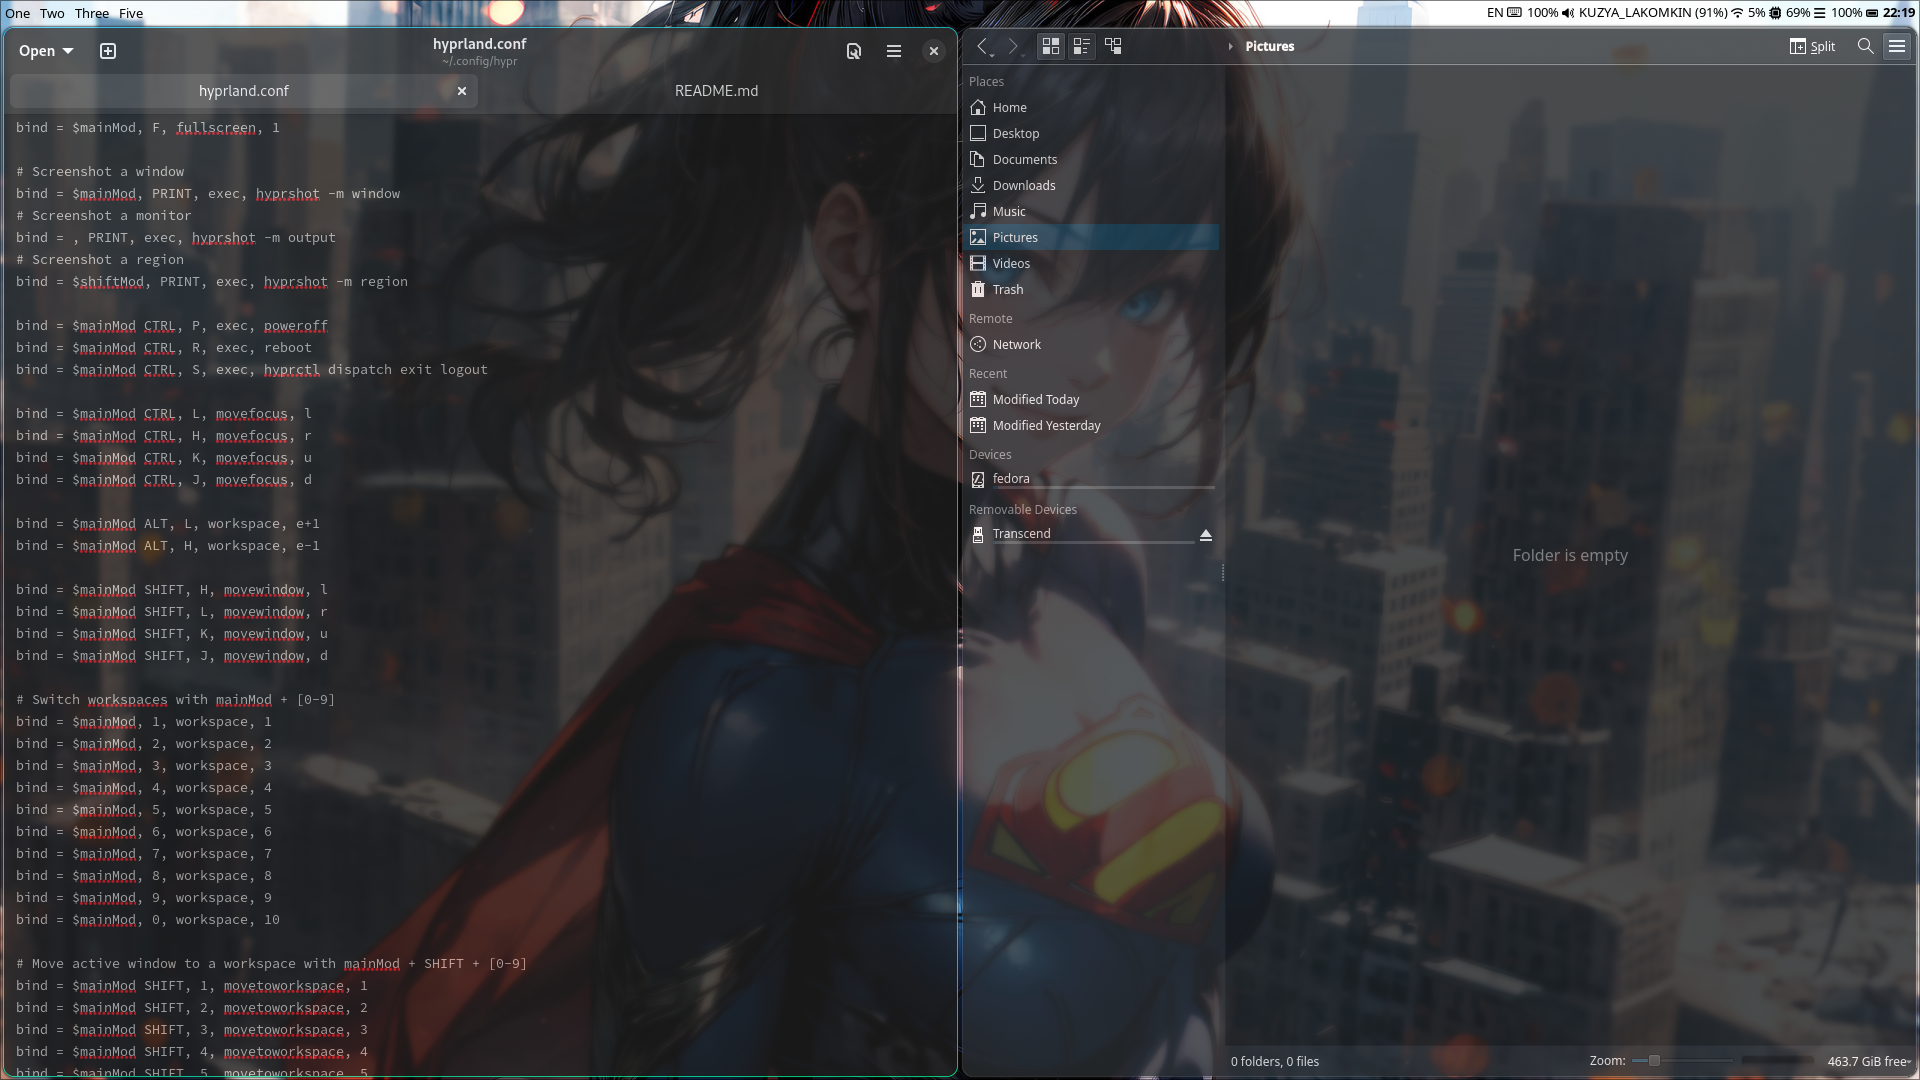 One Two Three Five
EN 100% KUZYA_LAKOMKIN (91%) 5% 69% 100% 22:19
Open
hyprland.conf
~/.config/hypr
hyprland.conf
README.md
bind = $mainMod, F, fullscreen, 1
# Screenshot a window
bind = $mainMod, PRINT, exec, hyprshot -m window
# Screenshot a monitor
bind = , PRINT, exec, hyprshot -m output
# Screenshot a region
bind = $shiftMod, PRINT, exec, hyprshot -m region
bind = $mainMod CTRL, P, exec, poweroff
bind = $mainMod CTRL, R, exec, reboot
bind = $mainMod CTRL, S, exec, hyprctl dispatch exit logout
bind = $mainMod CTRL, L, movefocus, l
bind = $mainMod CTRL, H, movefocus, r
bind = $mainMod CTRL, K, movefocus, u
bind = $mainMod CTRL, J, movefocus, d
bind = $mainMod ALT, L, workspace, e+1
bind = $mainMod ALT, H, workspace, e-1
bind = $mainMod SHIFT, H, movewindow, l
bind = $mainMod SHIFT, L, movewindow, r
bind = $mainMod SHIFT, K, movewindow, u
bind = $mainMod SHIFT, J, movewindow, d
# Switch workspaces with mainMod + [0-9]
bind = $mainMod, 1, workspace, 1
bind = $mainMod, 2, workspace, 2
bind = $mainMod, 3, workspace, 3
bind = $mainMod, 4, workspace, 4
bind = $mainMod, 5, workspace, 5
bind = $mainMod, 6, workspace, 6
bind = $mainMod, 7, workspace, 7
bind = $mainMod, 8, workspace, 8
bind = $mainMod, 9, workspace, 9
bind = $mainMod, 0, workspace, 10
# Move active window to a workspace with mainMod + SHIFT + [0-9]
bind = $mainMod SHIFT, 1, movetoworkspace, 1
bind = $mainMod SHIFT, 2, movetoworkspace, 2
bind = $mainMod SHIFT, 3, movetoworkspace, 3
bind = $mainMod SHIFT, 4, movetoworkspace, 4
bind = $mainMod SHIFT, 5, movetoworkspace, 5
Pictures
Split
Places
Home
Desktop
Documents
Downloads
Music
Pictures
Videos
Trash
Remote
Network
Recent
Modified Today
Modified Yesterday
Devices
fedora
Removable Devices
Transcend
Folder is empty
0 folders, 0 files
Zoom:
463.7 GiB free